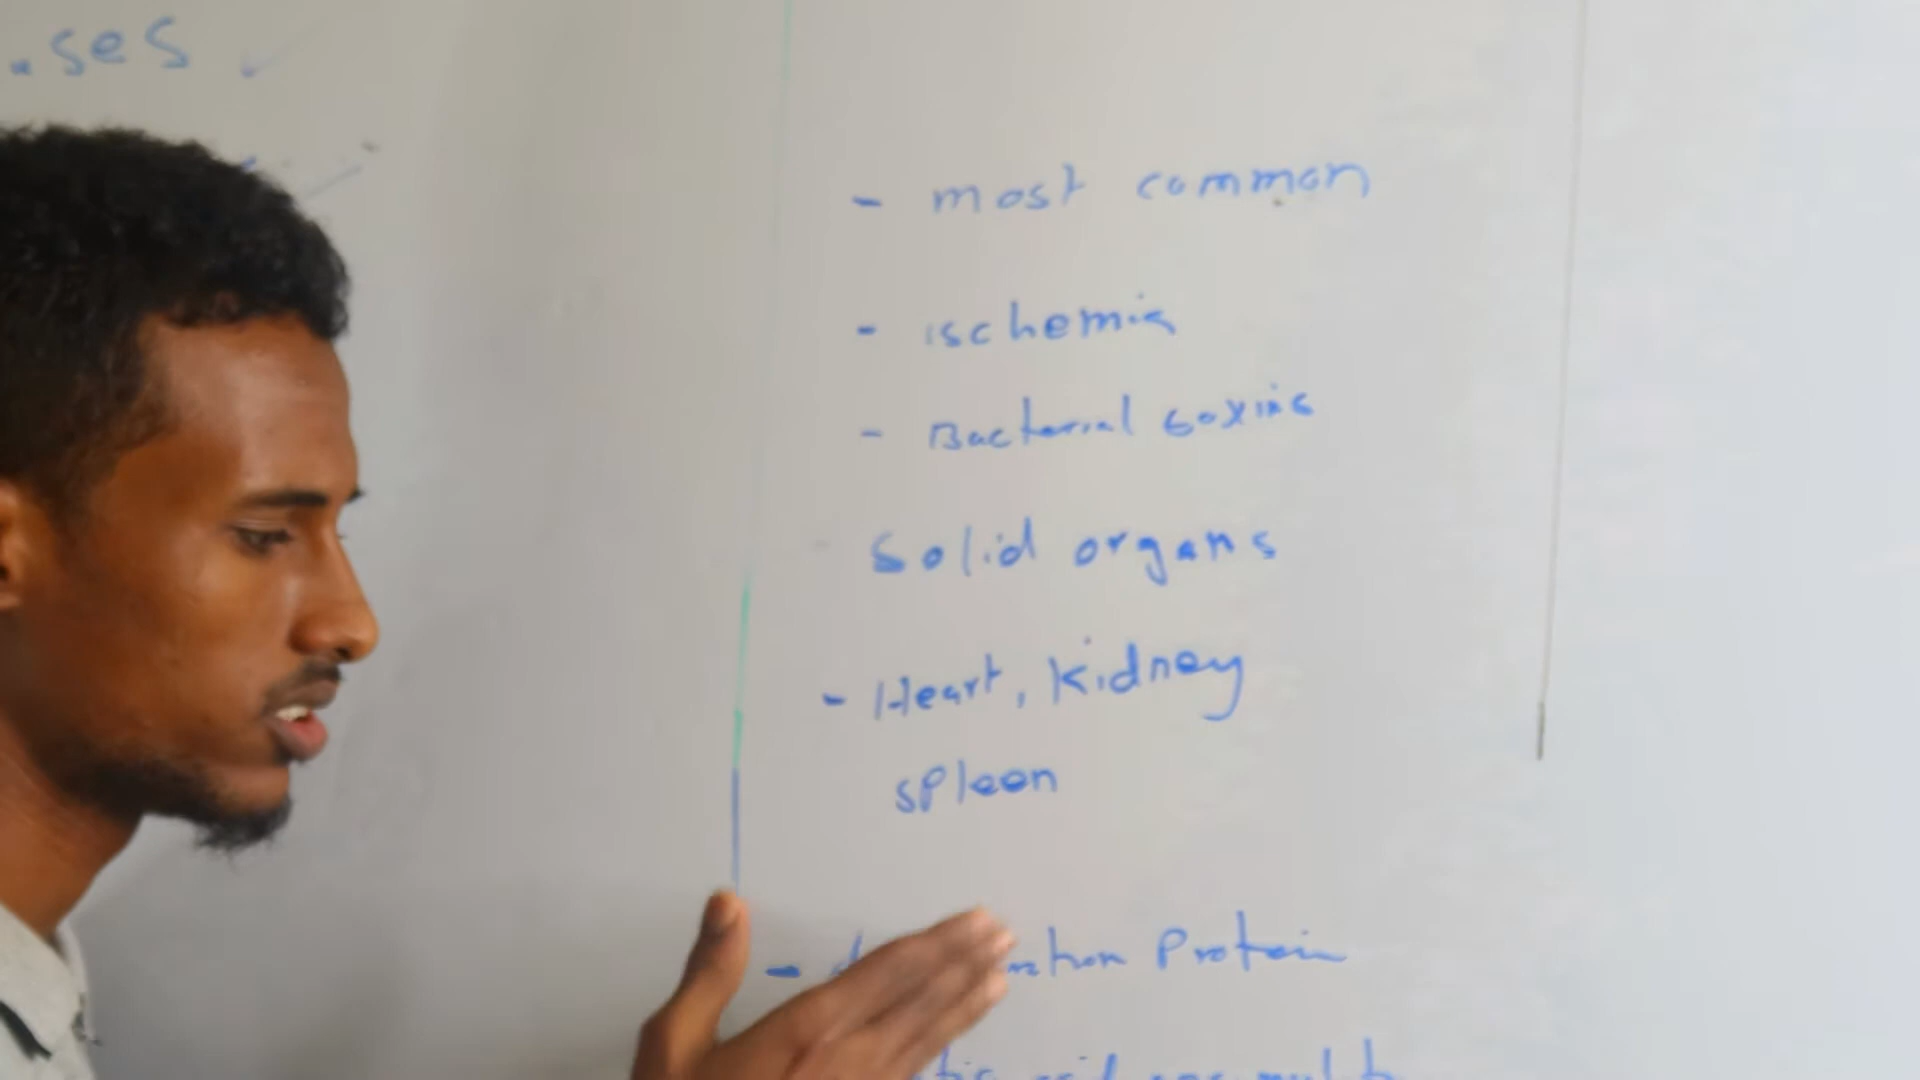 ses
- most common
- ischemia
- Bacterial toxins
Solid organs
- Heart, Kidney
spleen
- Protein